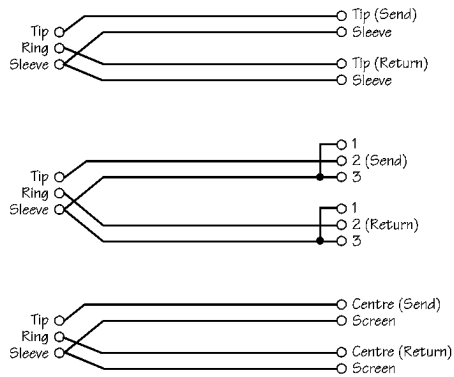 Tip (Send)
Tip
Sleeve
Ring
Sleeve
Tip (Return)
Sleeve
1
2 (Send)
Tip
3
Ring
Sleeve
1
2 (Return)
3
Centre (Send)
Tip
Screen
Ring
Sleeve
Centre (Return)
Screen